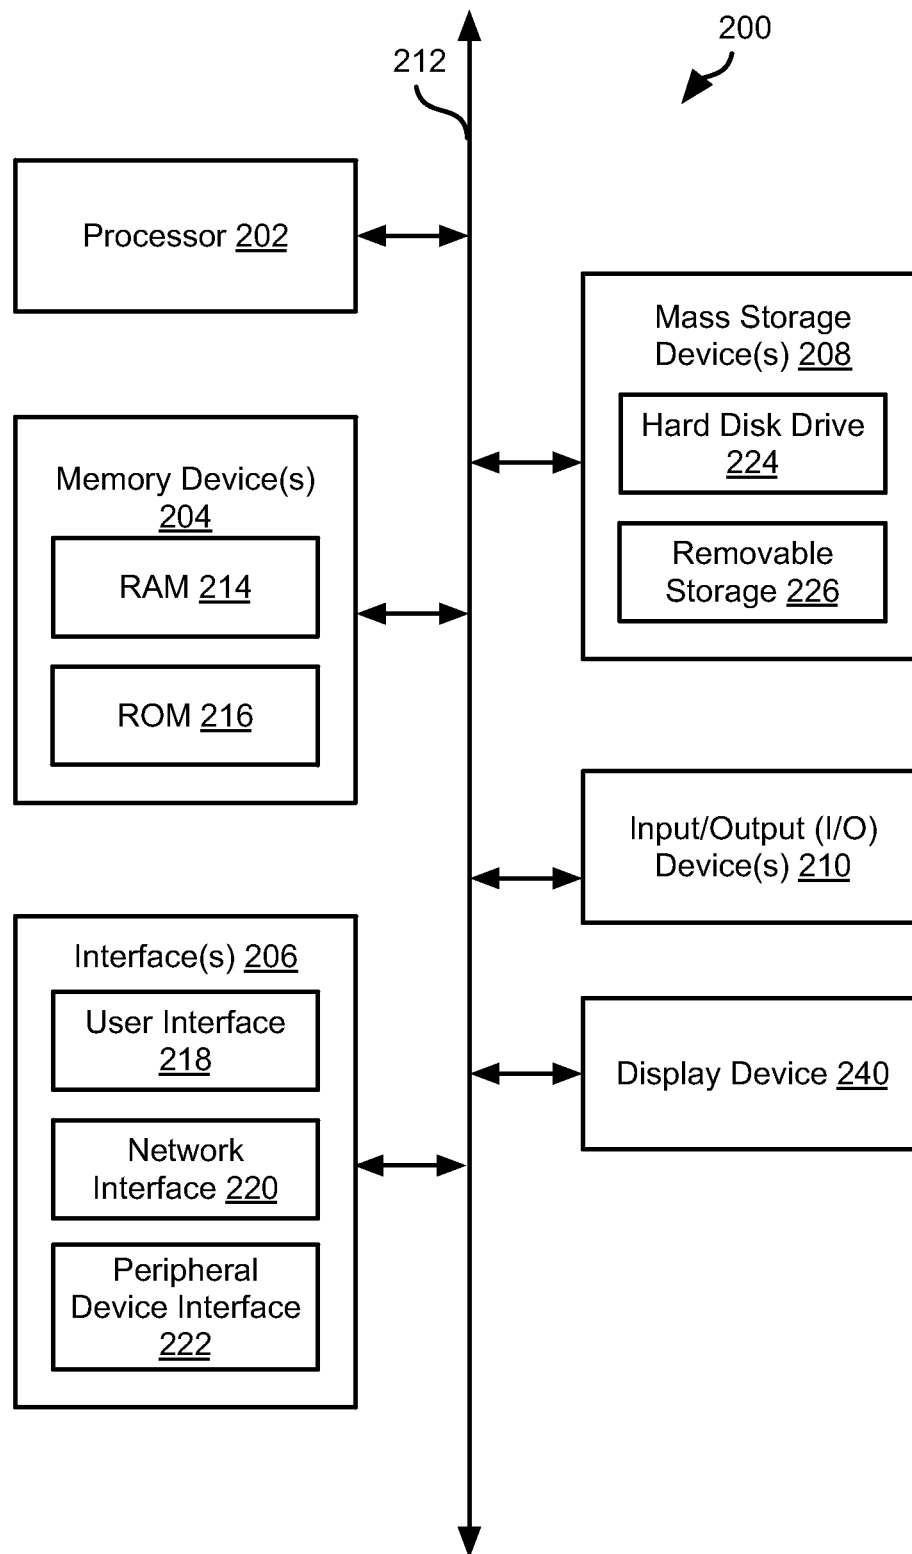 200
212
Processor 202
Mass Storage
Device(s) 208
Hard Disk Drive
224
Removable
Storage 226
Memory Device(s)
204
RAM 214
ROM 216
Input/Output (I/O)
Device(s) 210
Interface(s) 206
User Interface
218
Network
Interface 220
Peripheral
Device Interface
222
Display Device 240